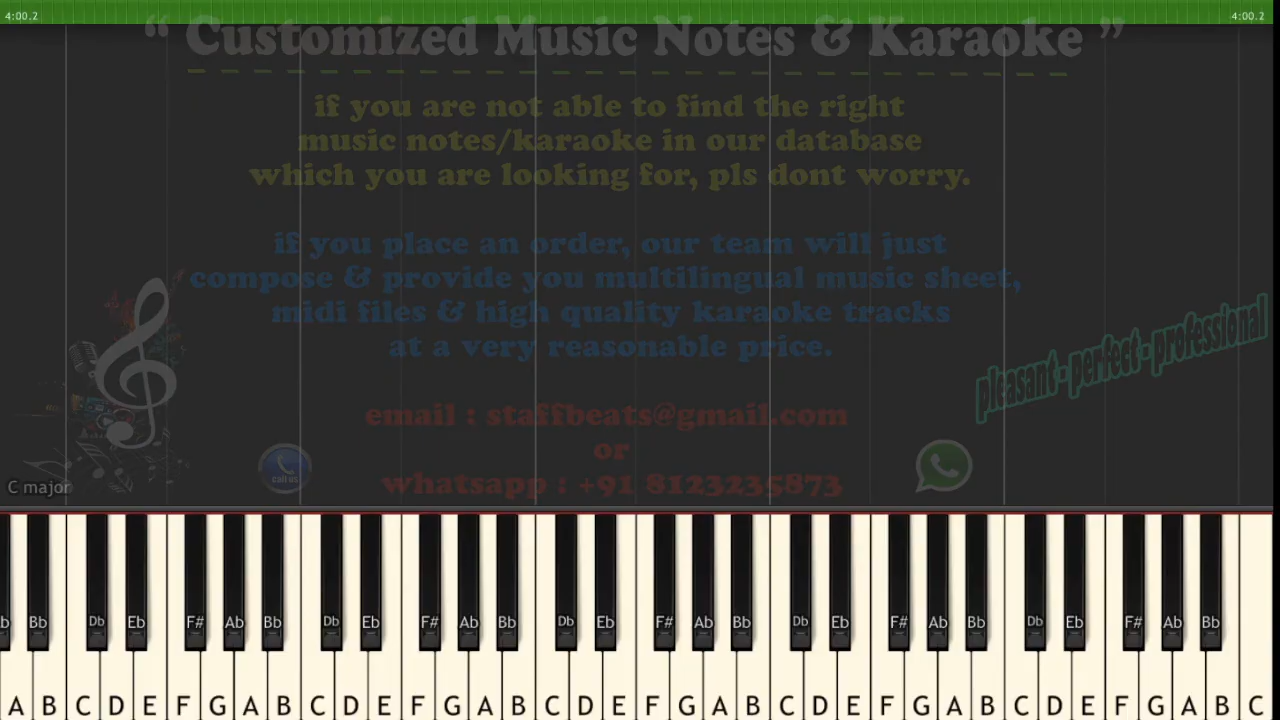 4:00.2 4:00.2
“ Customized Music Notes & Karaoke ”
if you are not able to find the right
music notes/karaoke in our database
which you are looking for, pls dont worry.
if you place an order, our team will just
compose & provide you multilingual music sheet,
midi files & high quality karaoke tracks
at a very reasonable price.
pleasant - perfect - professional
email : staffbeats@gmail.com
or
call us
whatsapp : +91 8123235873
C major
b Bb Db Eb F# Ab Bb Db Eb F# Ab Bb Db Eb F# Ab Bb Db Eb F# Ab Bb Db Eb F# Ab Bb
A B C D E F G A B C D E F G A B C D E F G A B C D E F G A B C D E F G A B C